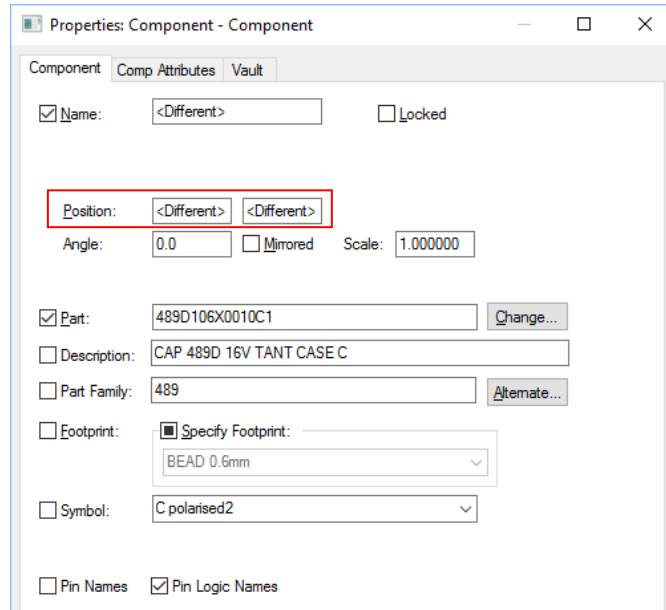 Properties: Component - Component
Component Comp Attributes Vault
Name: <Different> Locked
Position: <Different> <Different>
Angle: 0.0 Mirrored Scale: 1.000000
Part: 489D106X0010C1 Change...
Description: CAP 489D 16V TANT CASE C
Part Family: 489 Alternate...
Footprint: Specify Footprint:
BEAD 0.6mm
Symbol: C polarised2
Pin Names Pin Logic Names